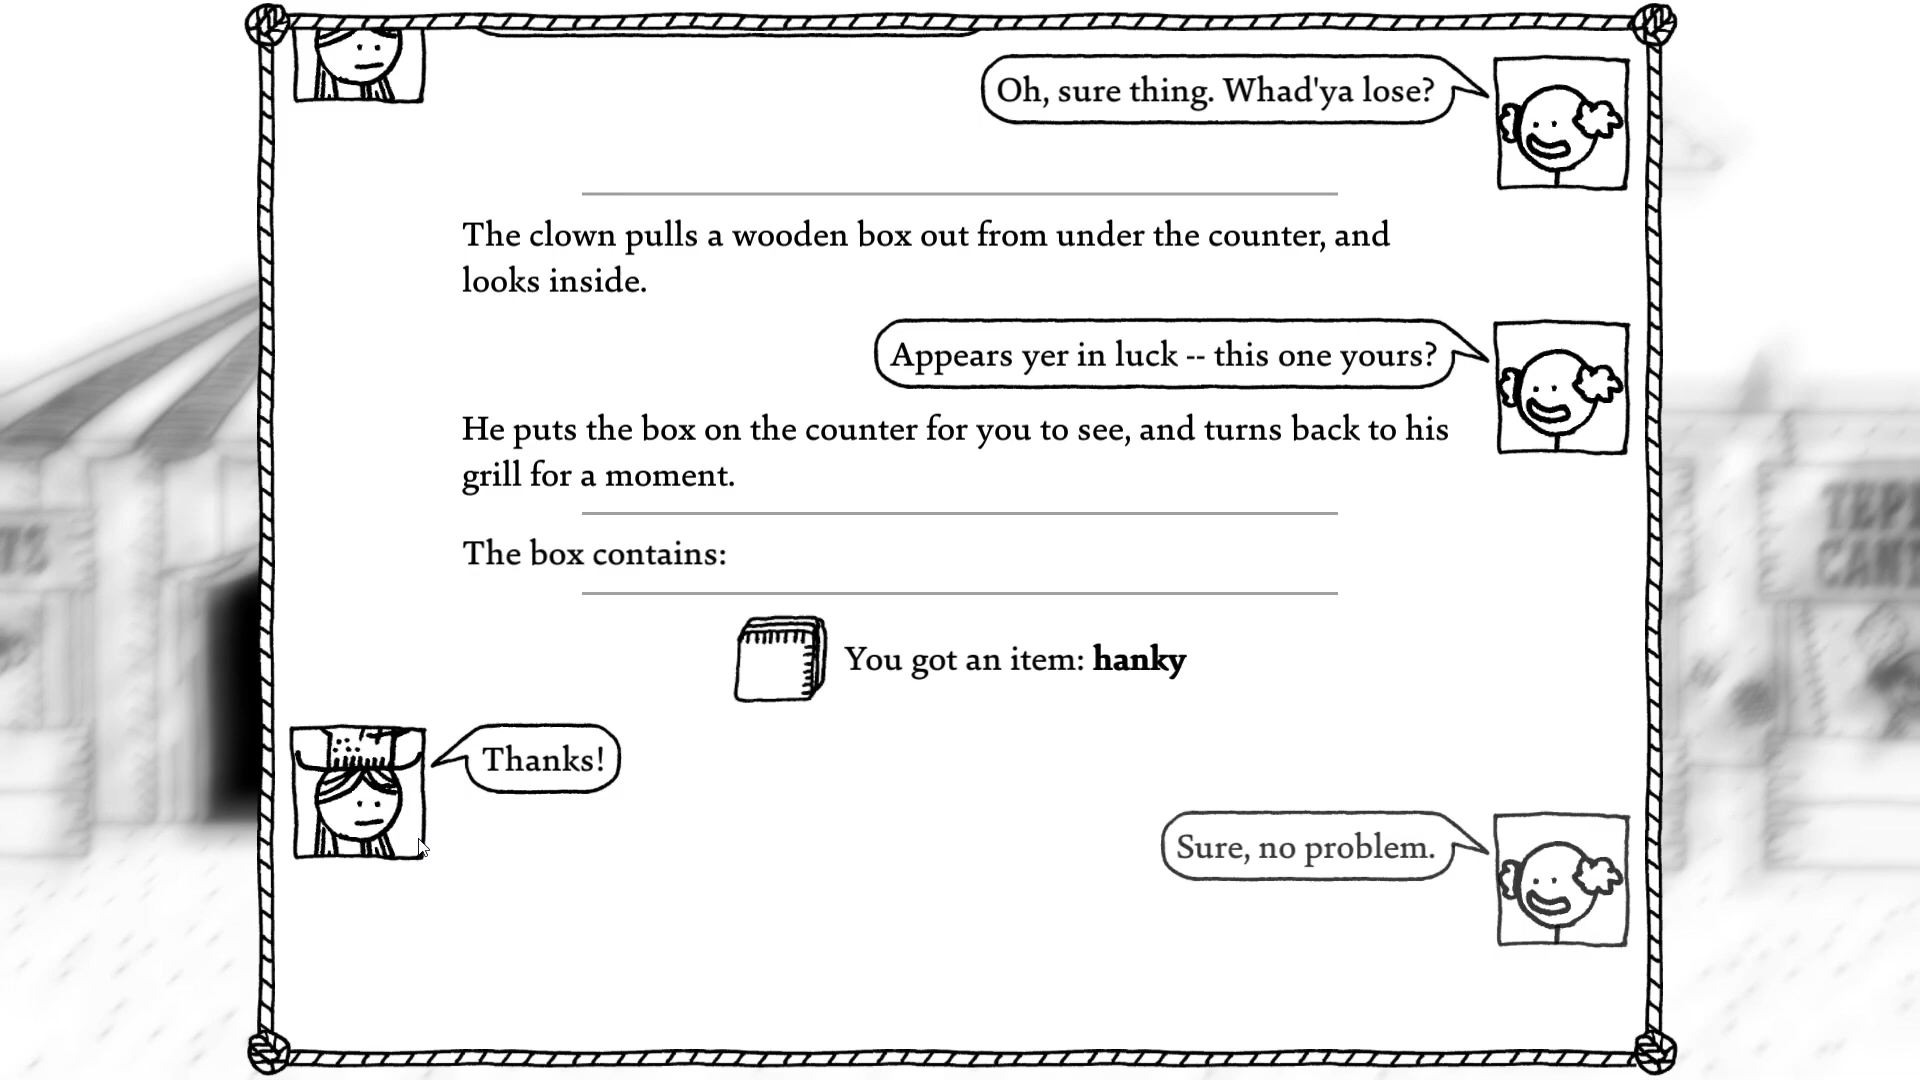 Oh, sure thing. Whad'ya lose?
The clown pulls a wooden box out from under the counter, and
looks inside.
Appears yer in luck -- this one yours?
He puts the box on the counter for you to see, and turns back to his
grill for a moment.
The box contains:
You got an item: hanky
Thanks!
Sure, no problem.